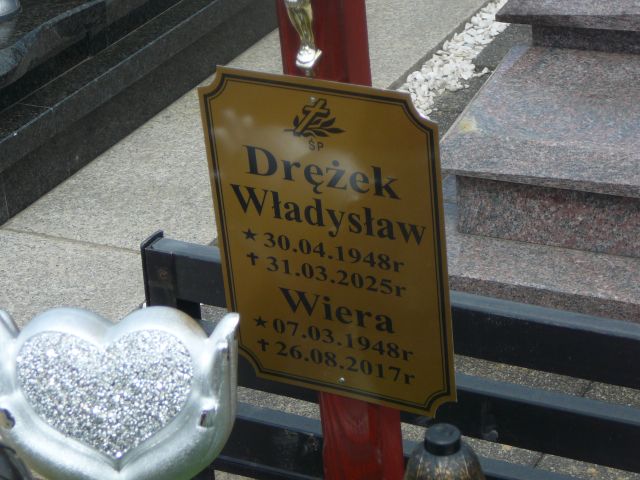 ŚP
Drężek
Władysław
★ 30.04.1948r
✝ 31.03.2025r
Wiera
★ 07.03.1948r
✝ 26.08.2017r